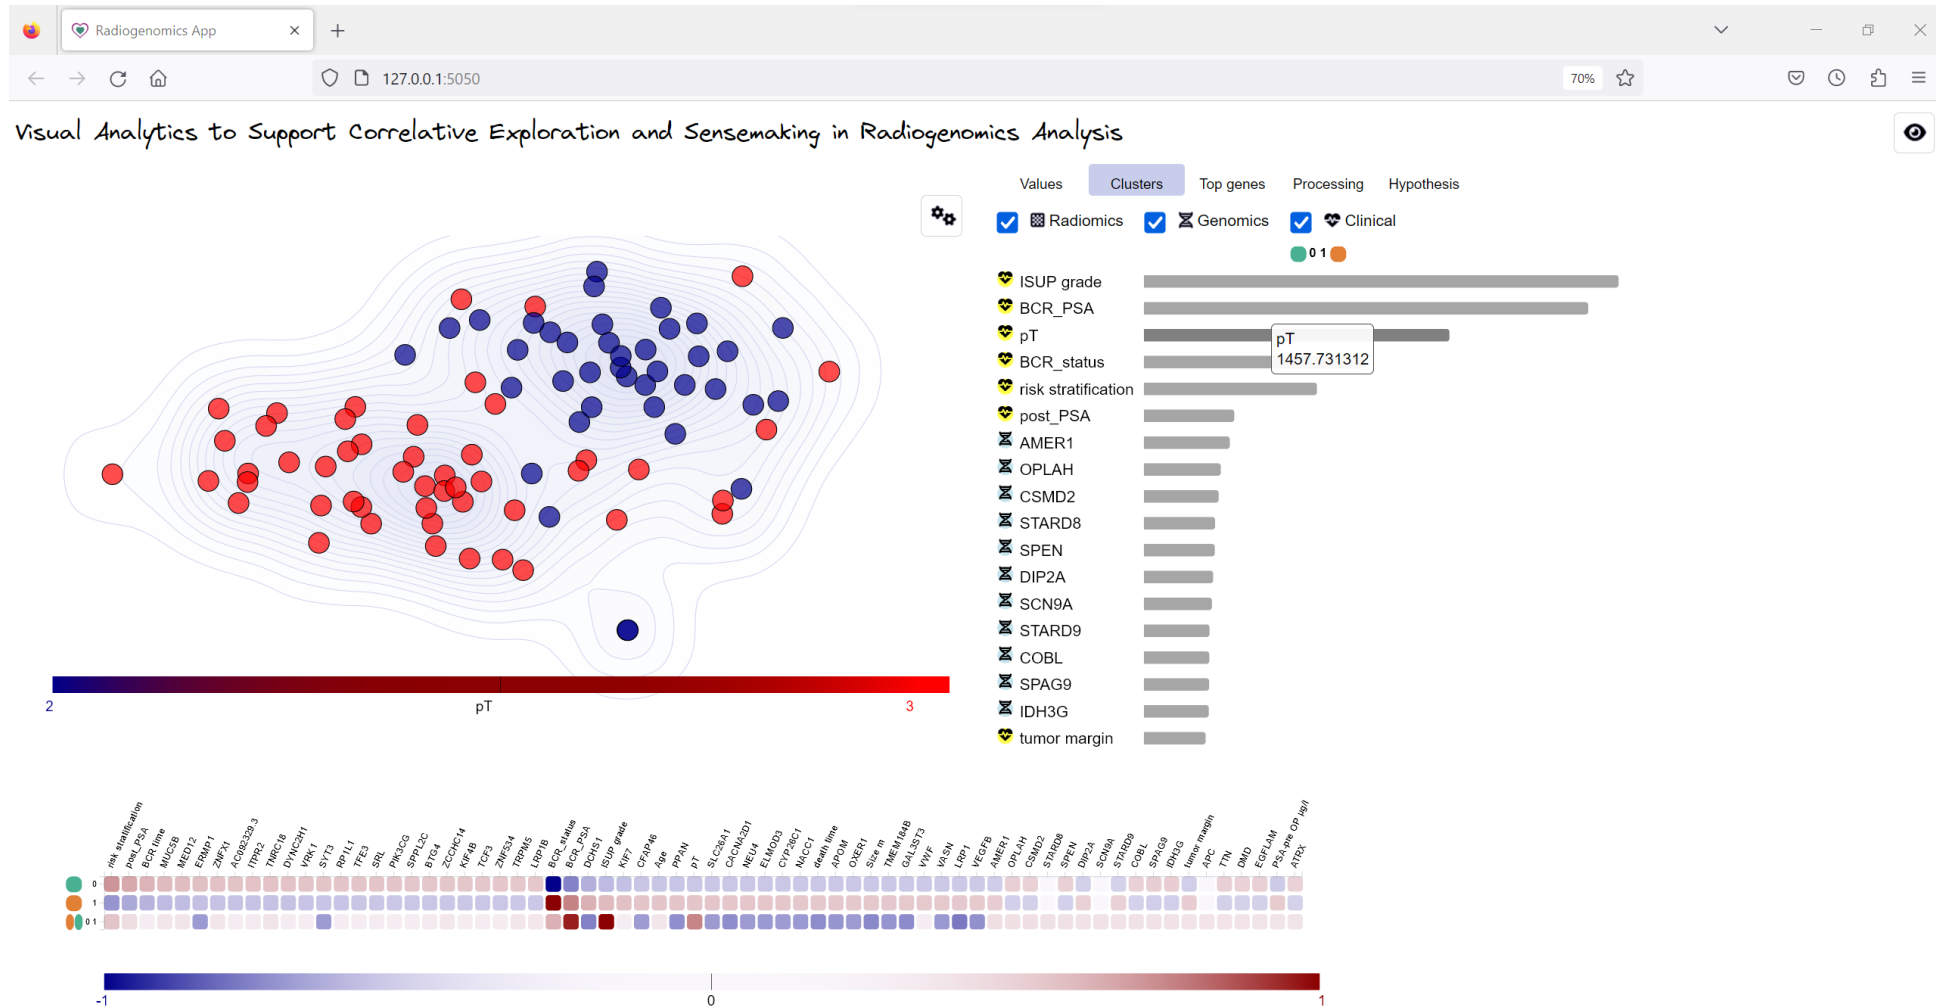 Radiogenomics App
127.0.0.1:5050
70%
Visual Analytics to Support Correlative Exploration and Sensemaking in Radiogenomics Analysis
Values Clusters Top genes Processing Hypothesis
Radiomics Genomics Clinical
0 1
ISUP grade
BCR_PSA
pT
pT
1457.731312
BCR_status
risk stratification
post_PSA
AMER1
OPLAH
CSMD2
STARD8
SPEN
DIP2A
SCN9A
STARD9
COBL
SPAG9
IDH3G
tumor margin
2 pT 3
risk stratification
post_PSA
BCR time
MUC5B
MED12
ERMP1
ZNFX1
AC092329.3
ITPR2
TNRC18
DYNC2H1
VRK1
SYT3
RP1L1
TFE3
SRL
PIK3CG
SPPL2C
BTG4
ZCCHC14
KIF4B
TCF3
ZNF534
TRPM5
LRP1B
BCR_status
BCR_PSA
DCHS1
ISUP grade
KIF7
CFAP46
Age
PPAN
pT
SLC26A1
CACNA2D1
NEU4
ELMOD3
CYP26C1
NACC1
death time
APOM
OXER1
Size m
TMEM184B
GAL3ST3
VWF
VASN
LRP1
VEGFB
AMER1
OPLAH
CSMD2
STARD8
SPEN
DIP2A
SCN9A
STARD9
COBL
SPAG9
IDH3G
tumor margin
APC
TTN
DMD
EGFLAM
PSA-pre OP µg/l
ATRX
0
1
0 1
-1 0 1